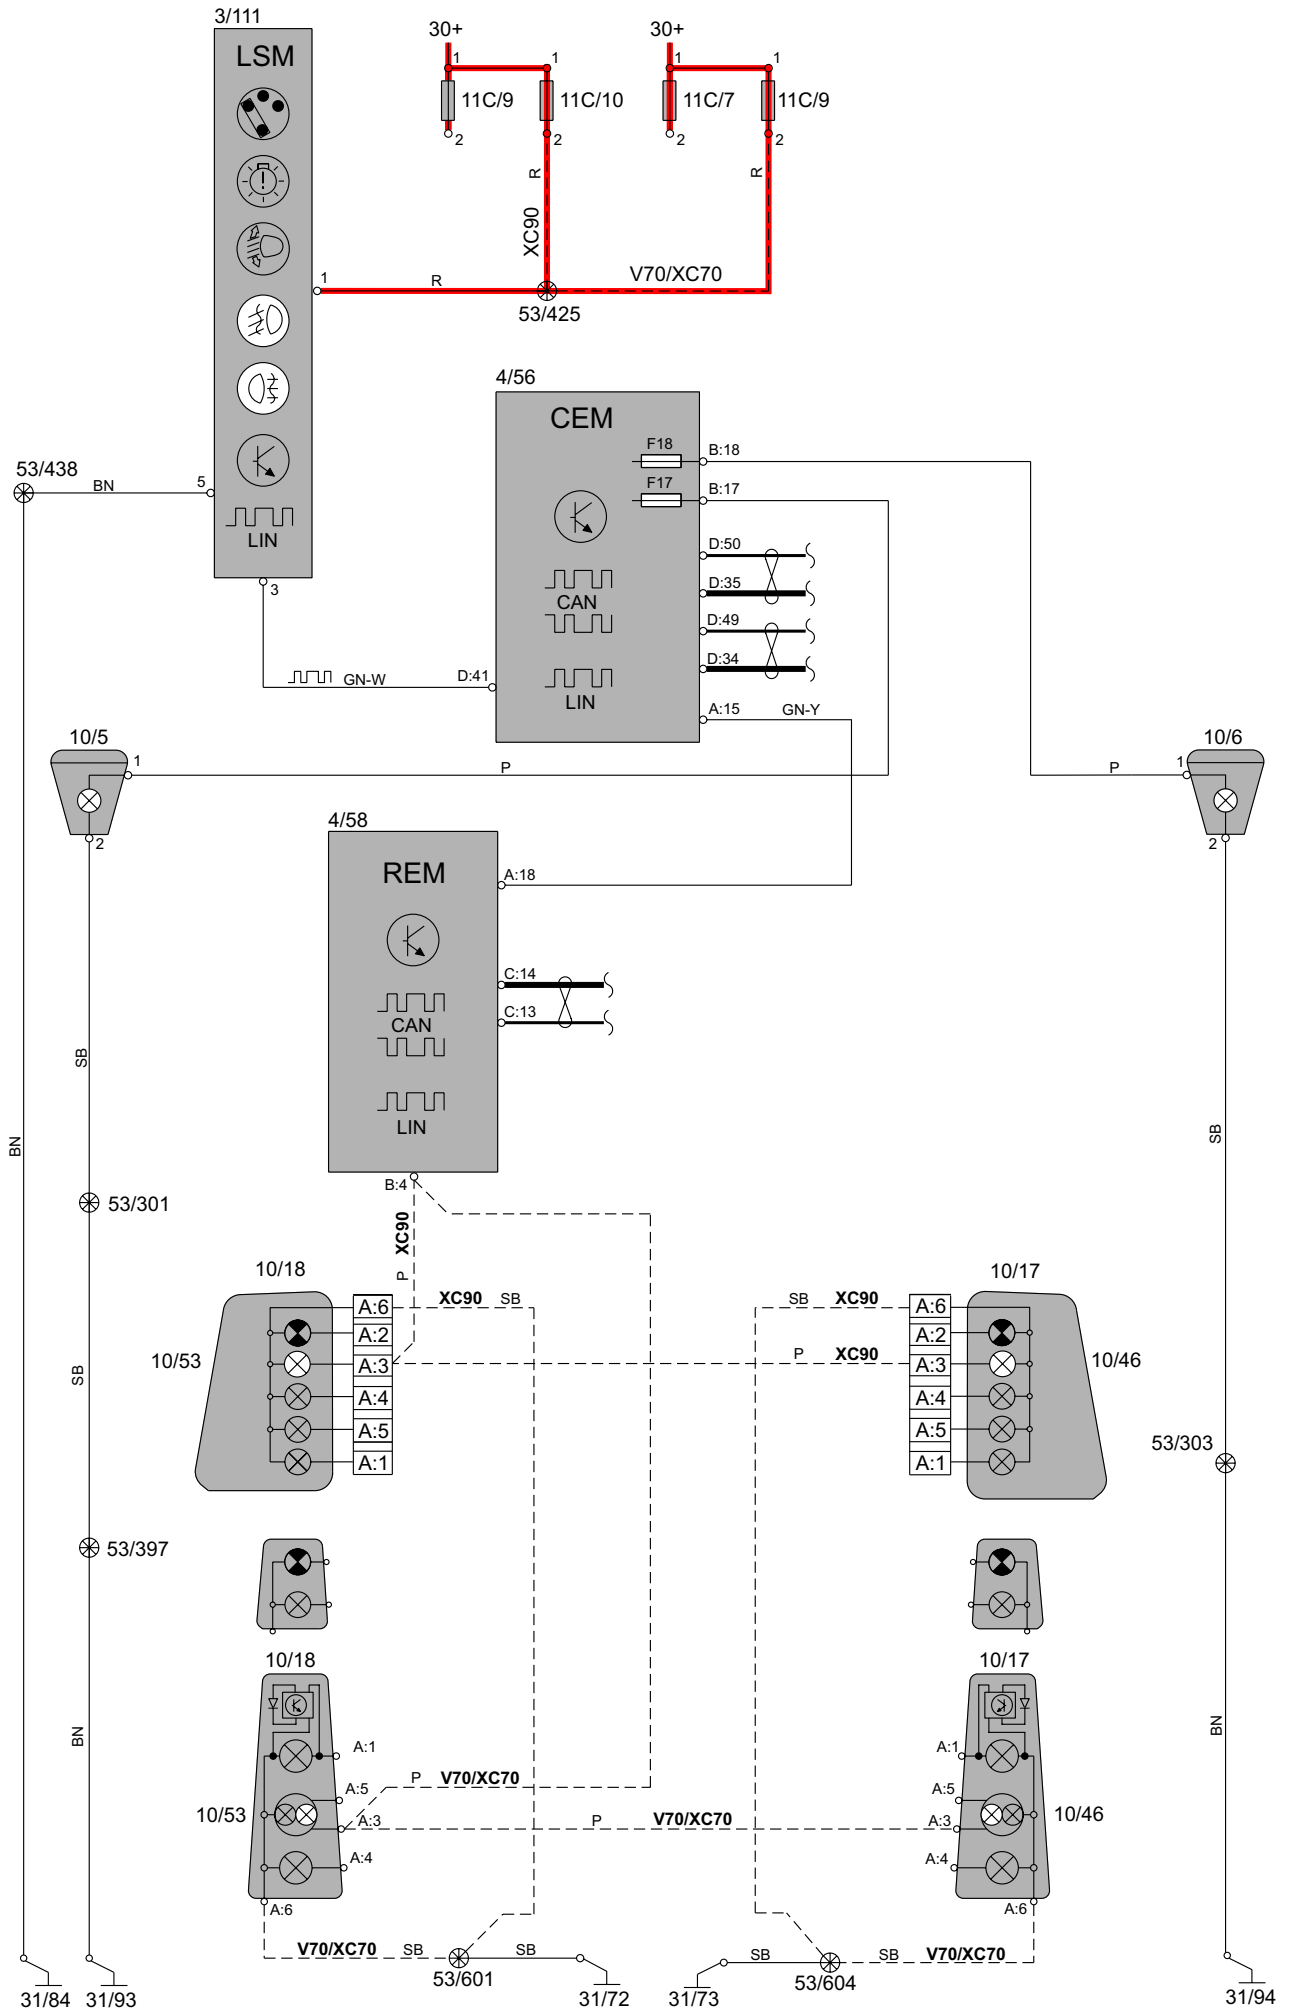 3/111
LSM
30+
30+
1
1
1
1
11C/9
11C/10
11C/7
11C/9
2
2
2
2
R
R
XC90
V70/XC70
1
R
53/425
4/56
CEM
F18
B:18
F17
B:17
53/438
BN
5
LIN
3
D:50
D:35
CAN
D:49
D:34
GN-W
D:41
LIN
A:15
GN-Y
10/5
1
P
10/6
1
P
2
2
4/58
REM
A:18
C:14
CAN
C:13
LIN
SB
BN
SB
B:4
53/301
XC90
P
10/18
10/17
A:6
XC90
SB
SB
XC90
A:6
A:2
A:2
10/53
A:3
P
XC90
A:3
10/46
A:4
A:4
A:5
A:5
A:1
A:1
SB
53/303
53/397
10/18
10/17
BN
BN
A:1
A:1
P
V70/XC70
A:5
A:5
10/53
A:3
P
V70/XC70
A:3
10/46
A:4
A:4
A:6
A:6
V70/XC70
SB
SB
SB
SB
V70/XC70
53/601
53/604
31/84
31/93
31/72
31/73
31/94